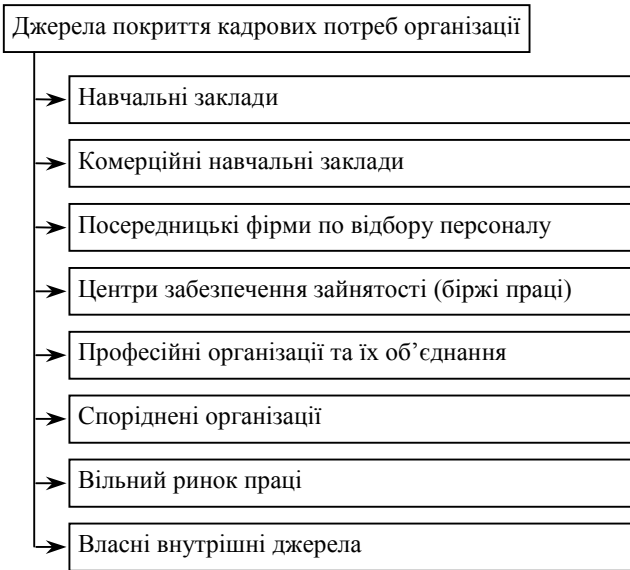 Джерела покриття кадрових потреб організації
Навчальні заклади
Комерційні навчальні заклади
Посередницькі фірми по відбору персоналу
Центри забезпечення зайнятості (біржі праці)
Професійні організації та їх об’єднання
Споріднені організації
Вільний ринок праці
Власні внутрішні джерела